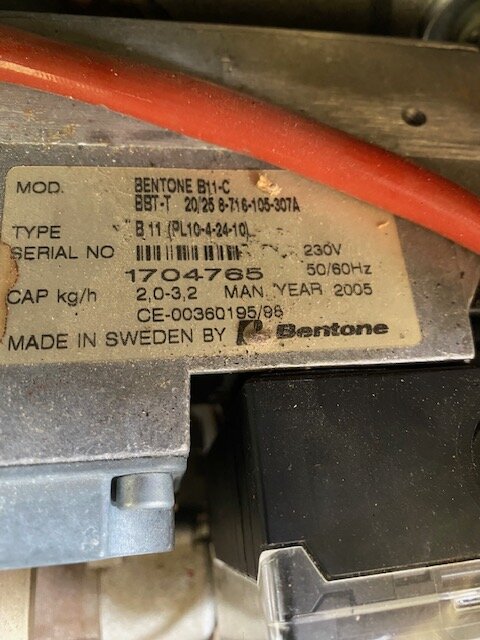 MOD. BENTONE B11-C
BBT-T 20/25 8-716-105-307A
TYPE B 11 (PL10-4-24-10)
SERIAL NO 230V
1704765 50/60Hz
CAP kg/h 2,0-3,2 MAN. YEAR 2005
CE-00360195/98
MADE IN SWEDEN BY Bentone